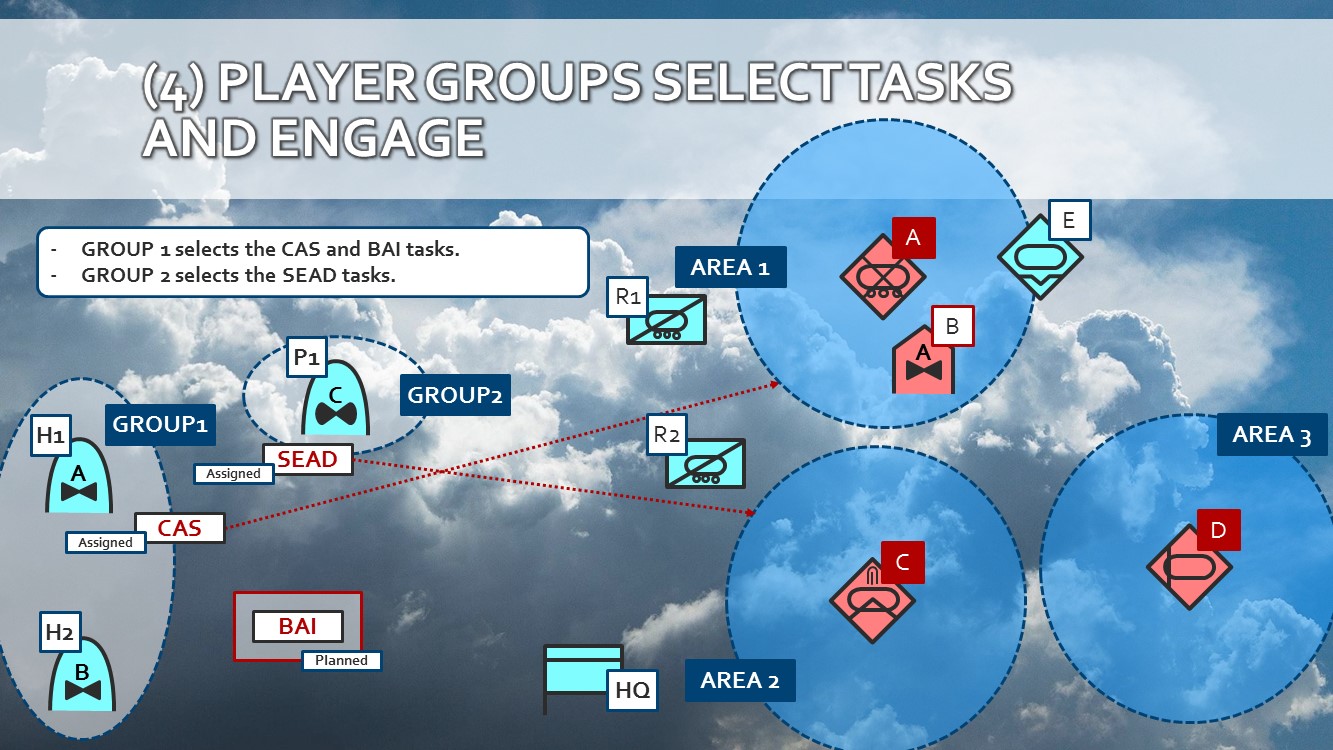 (4) PLAYER GROUPS SELECT TASKS
AND ENGAGE
- GROUP 1 selects the CAS and BAI tasks.
- GROUP 2 selects the SEAD tasks.
AREA 1
A
E
R1
B
A
P1
C
GROUP2
GROUP1
H1
A
SEAD
Assigned
R2
AREA 3
CAS
Assigned
D
C
BAI
Planned
H2
B
HQ
AREA 2